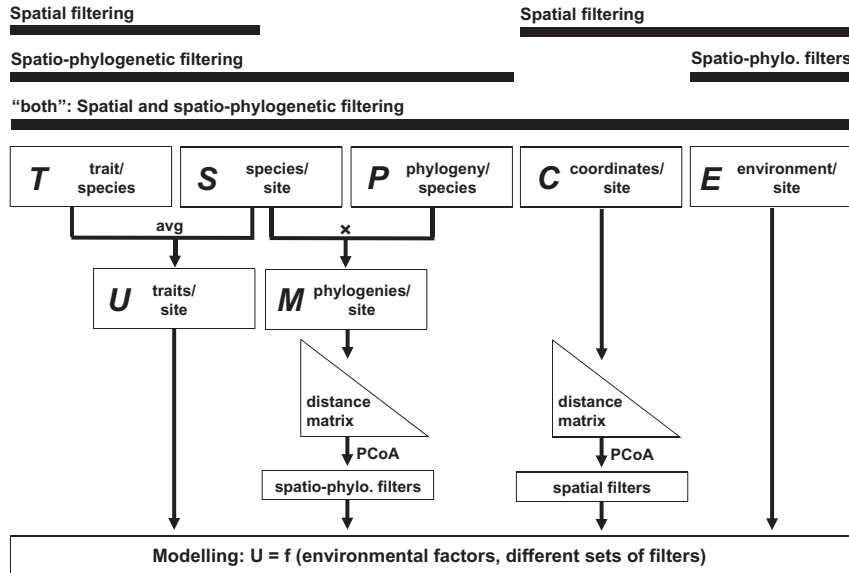 Spatial filtering
Spatial filtering
Spatio-phylogenetic filtering
Spatio-phylo. filters
“both”: Spatial and spatio-phylogenetic filtering
T trait/
species
S species/
site
P phylogeny/
species
C coordinates/
site
E environment/
site
avg
×
U traits/
site
M phylogenies/
site
distance
matrix
distance
matrix
PCoA
PCoA
spatio-phylo. filters
spatial filters
Modelling: U = f (environmental factors, different sets of filters)